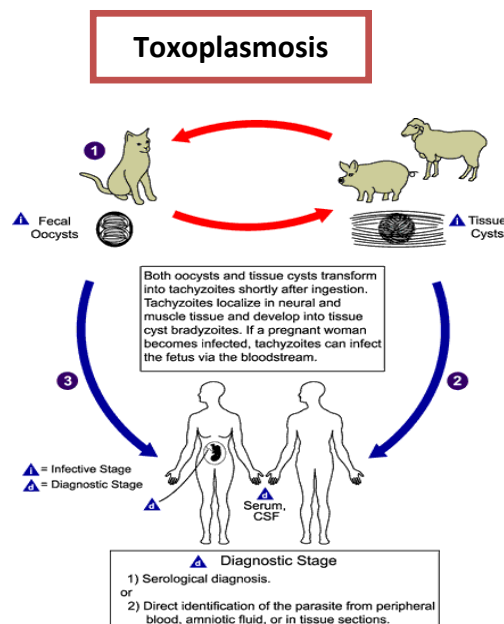 Toxoplasmosis
1
i Fecal
Oocysts
i Tissue
Cysts
Both oocysts and tissue cysts transform
into tachyzoites shortly after ingestion.
Tachyzoites localize in neural and
muscle tissue and develop into tissue
cyst bradyzoites. If a pregnant woman
becomes infected, tachyzoites can infect
the fetus via the bloodstream.
3
2
i = Infective Stage
d = Diagnostic Stage
d
d
Serum,
CSF
d Diagnostic Stage
1) Serological diagnosis.
or
2) Direct identification of the parasite from peripheral
blood, amniotic fluid, or in tissue sections.